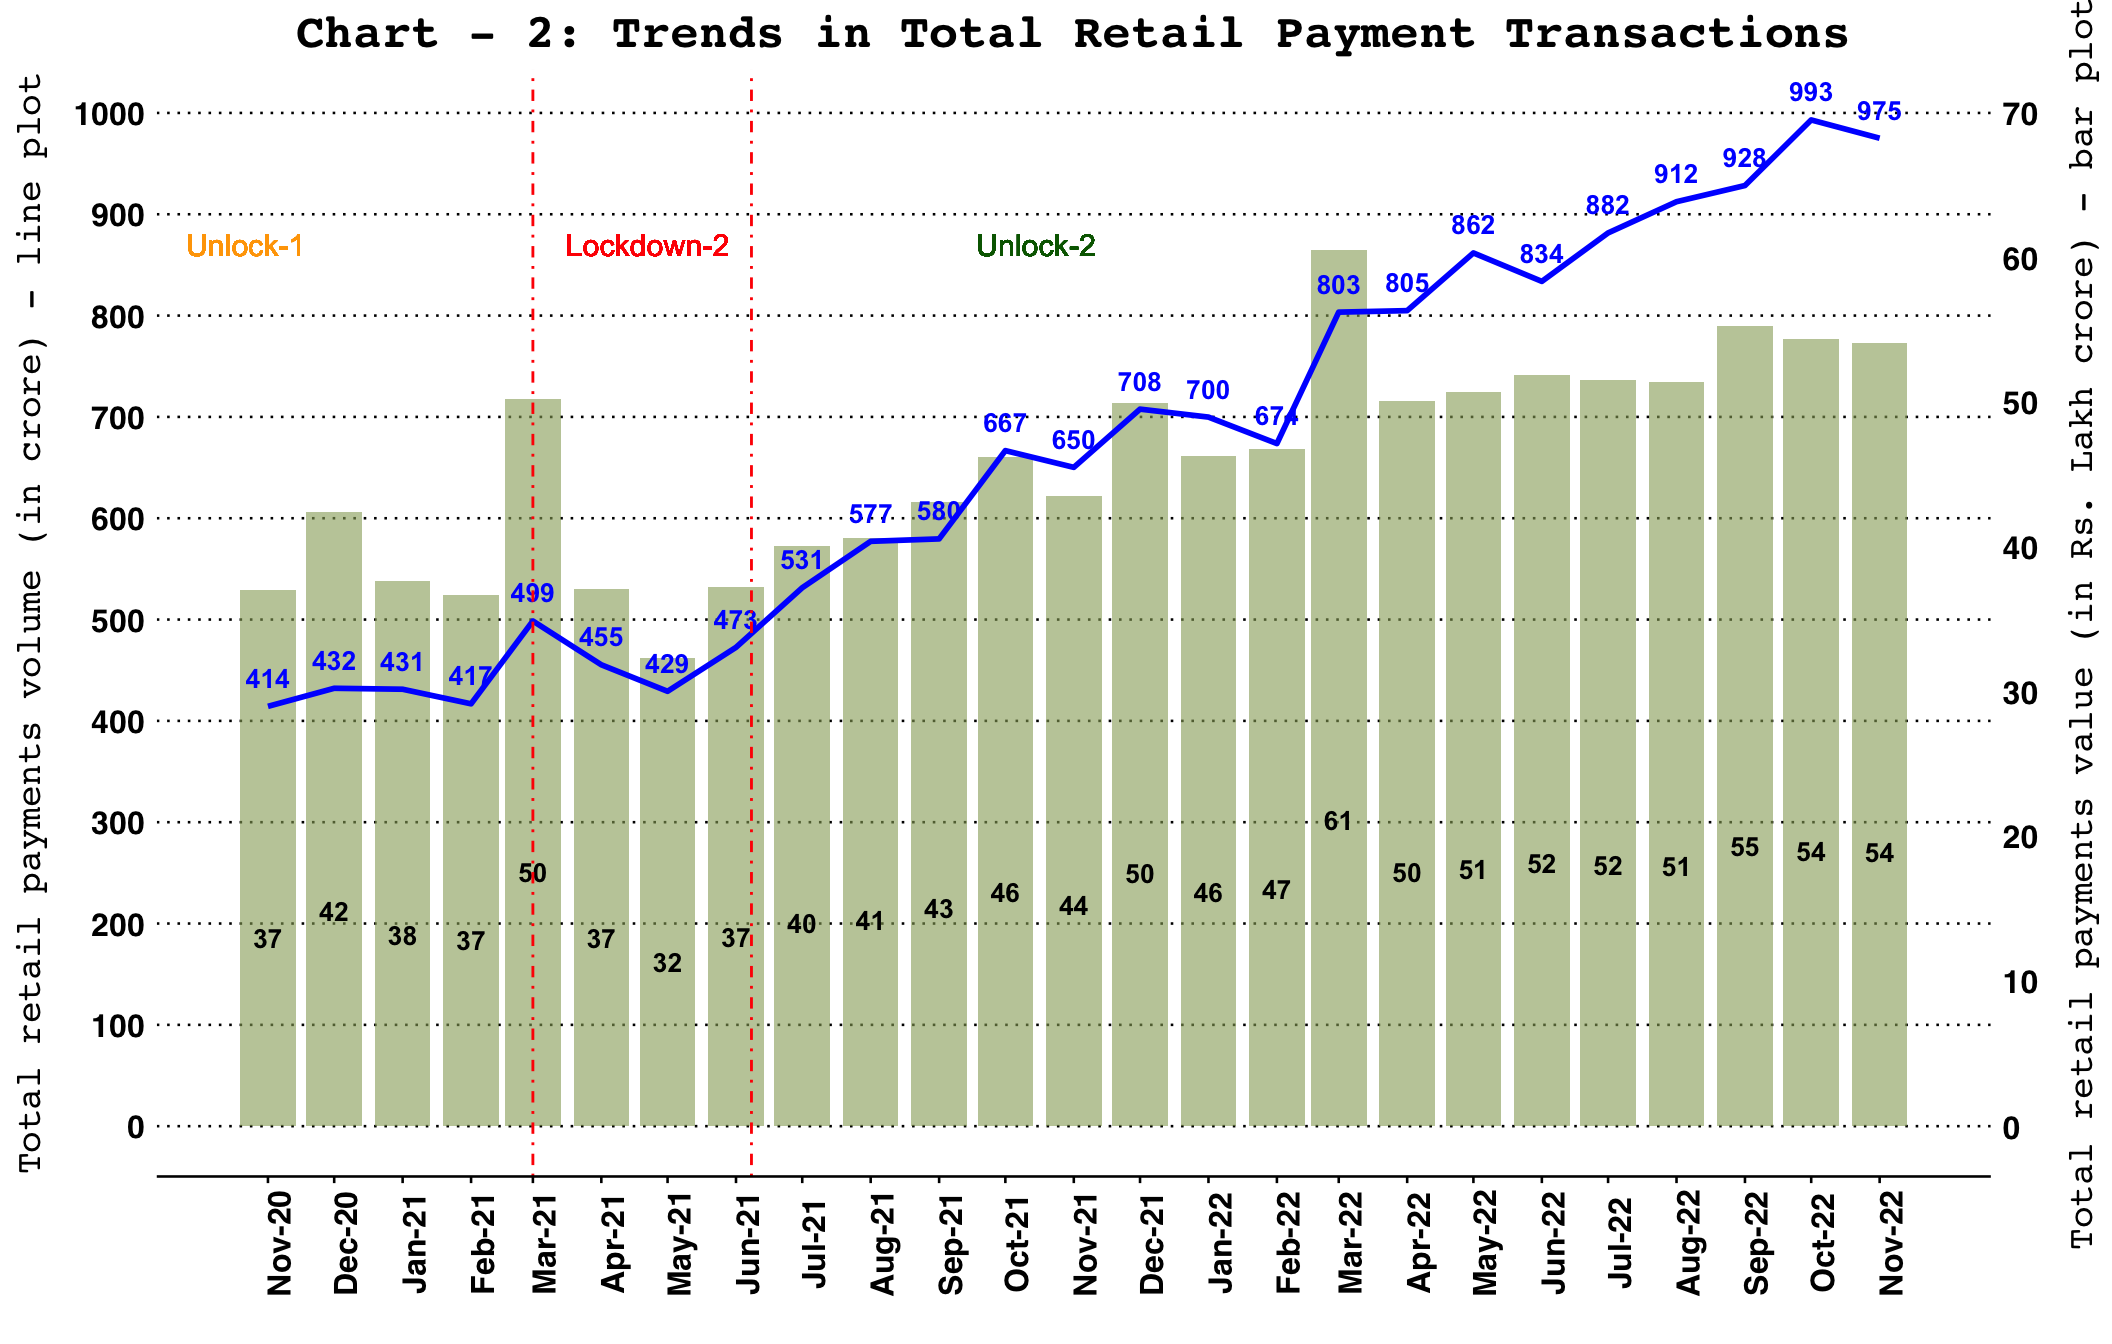 Chart - 2: Trends in Total Retail Payment Transactions
Total retail payments volume (in crore) - line plot
1000
900
800
700
600
500
400
300
200
100
0
Unlock-1
Lockdown-2
Unlock-2
414
432
431
417
499
455
429
473
531
577
580
667
650
708
700
674
803
805
862
834
882
912
928
993
975
37
42
38
37
50
37
32
37
40
41
43
46
44
50
46
47
61
50
51
52
52
51
55
54
54
70
60
50
40
30
20
10
0
Total retail payments value (in Rs. Lakh crore) - bar plot
Nov-20
Dec-20
Jan-21
Feb-21
Mar-21
Apr-21
May-21
Jun-21
Jul-21
Aug-21
Sep-21
Oct-21
Nov-21
Dec-21
Jan-22
Feb-22
Mar-22
Apr-22
May-22
Jun-22
Jul-22
Aug-22
Sep-22
Oct-22
Nov-22